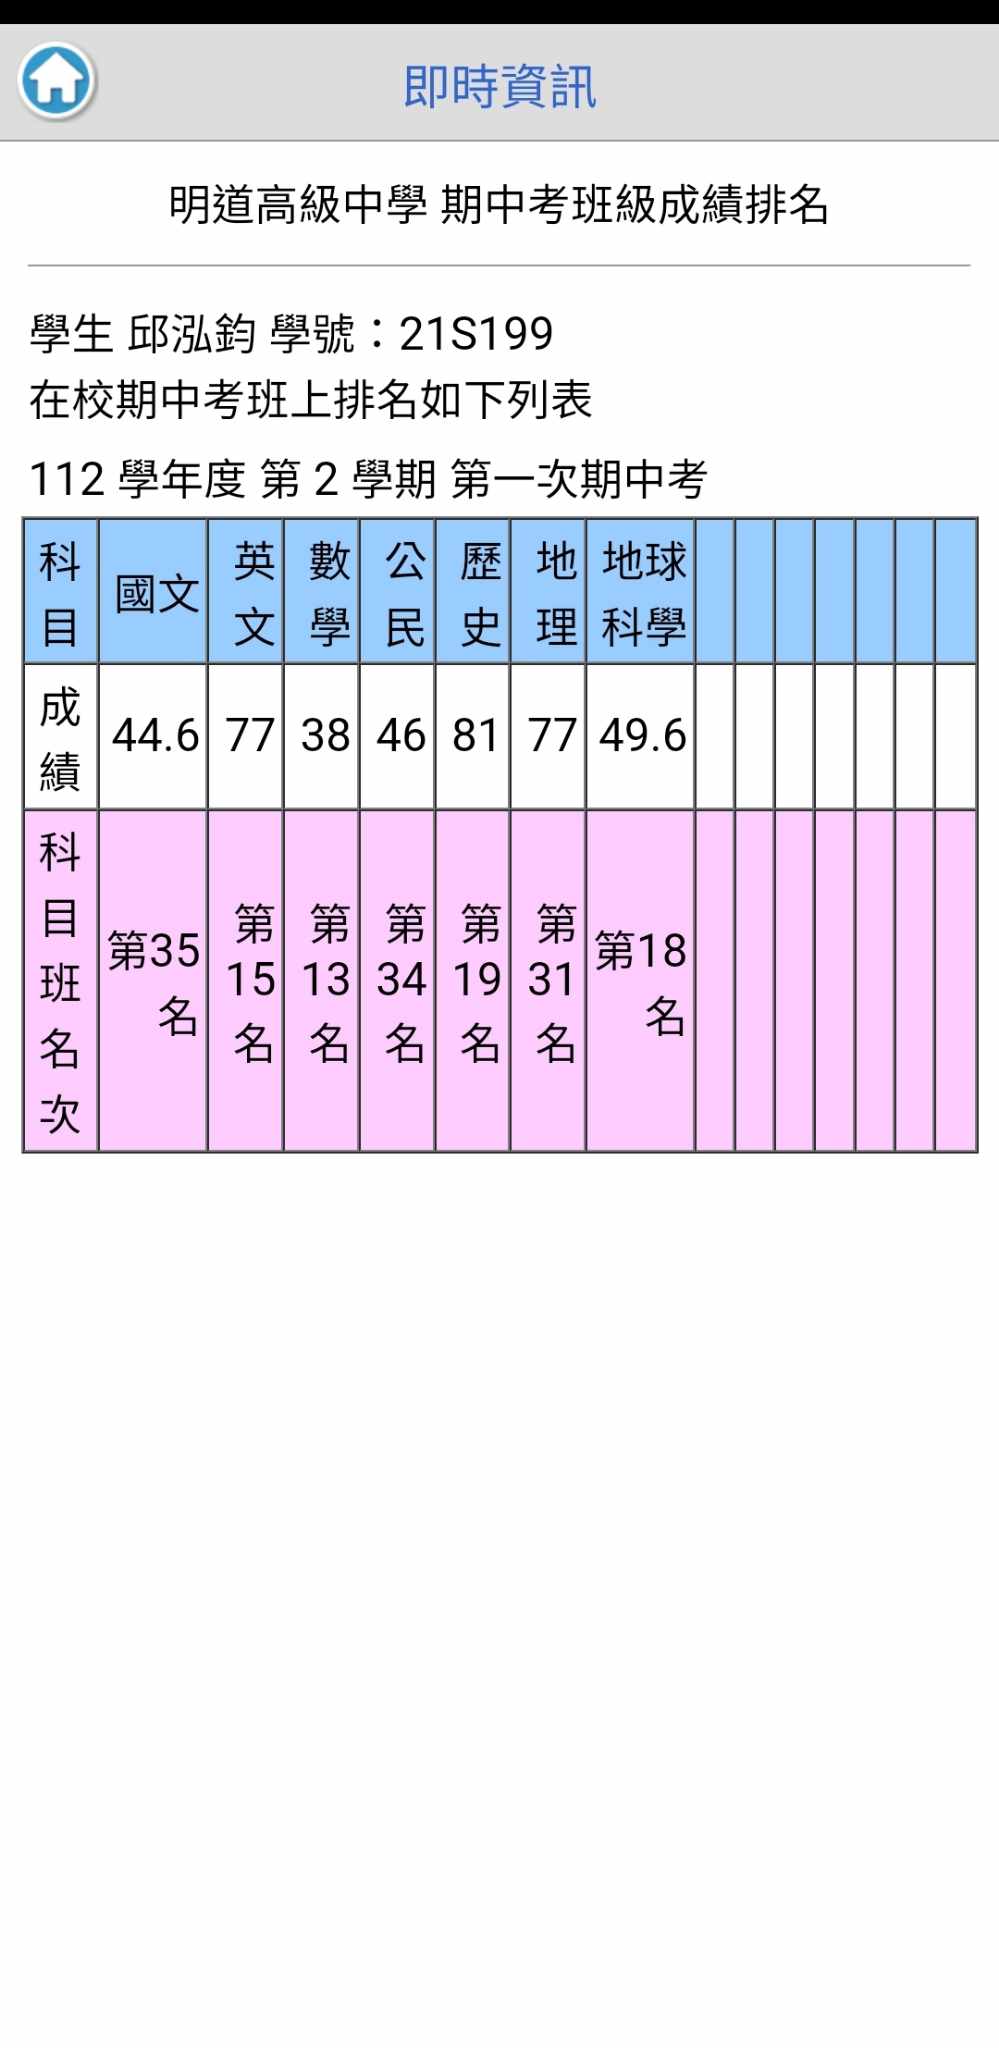 即時資訊
明道高級中學 期中考班級成績排名
學生 邱泓鈞 學號：21S199
在校期中考班上排名如下列表
112 學年度 第 2 學期 第一次期中考
科目 國文 英文 數學 公民 歷史 地理 地球科學
成績 44.6 77 38 46 81 77 49.6
科目班名次 第35名 第15名 第13名 第34名 第19名 第31名 第18名